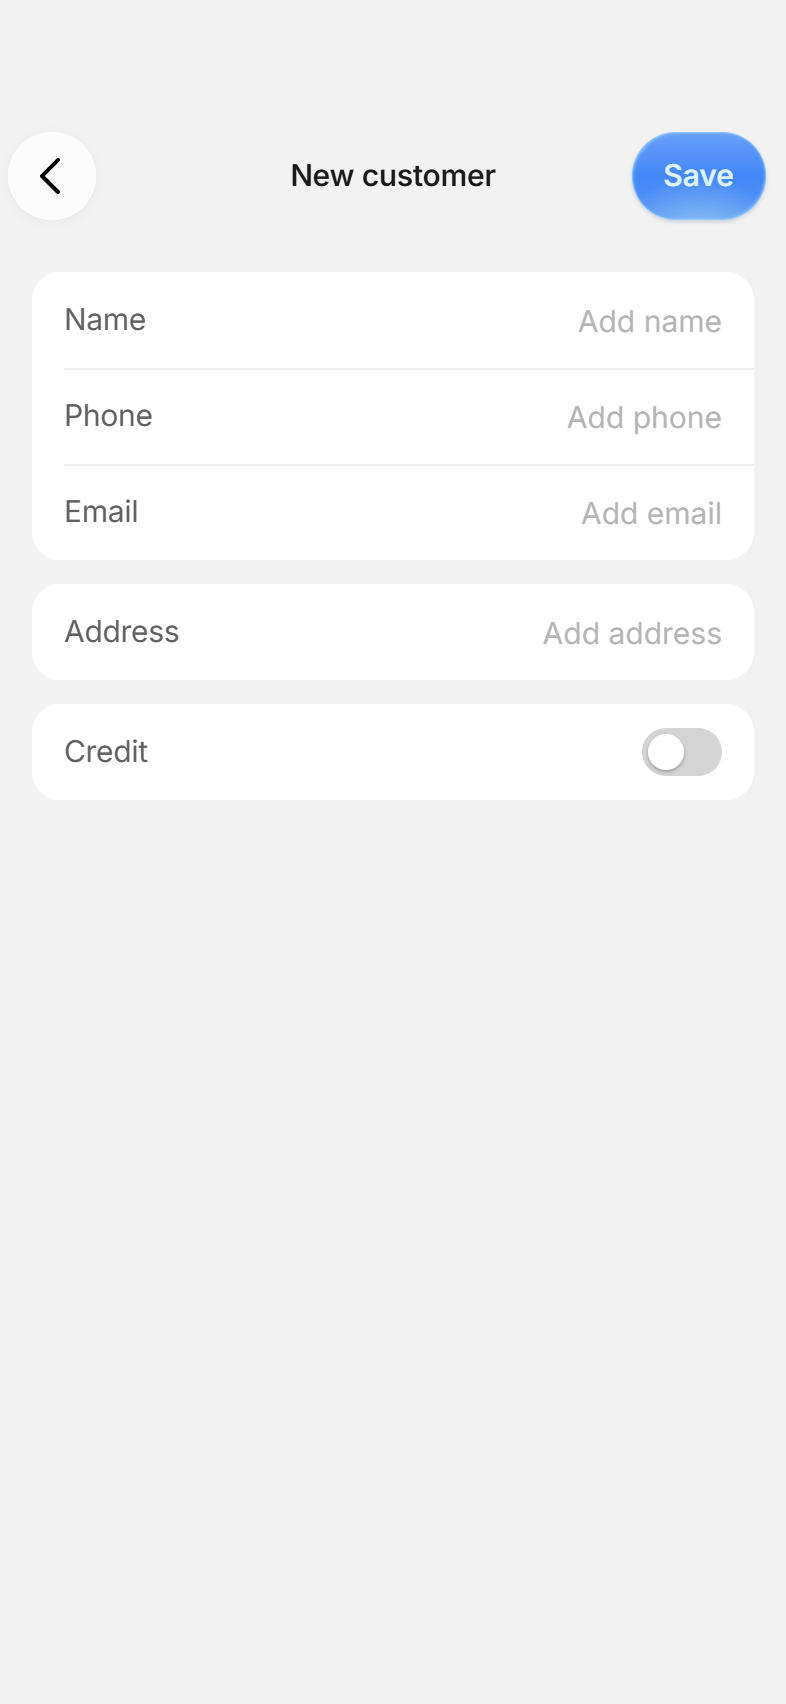 New customer
Save
Name
Add name
Phone
Add phone
Email
Add email
Address
Add address
Credit